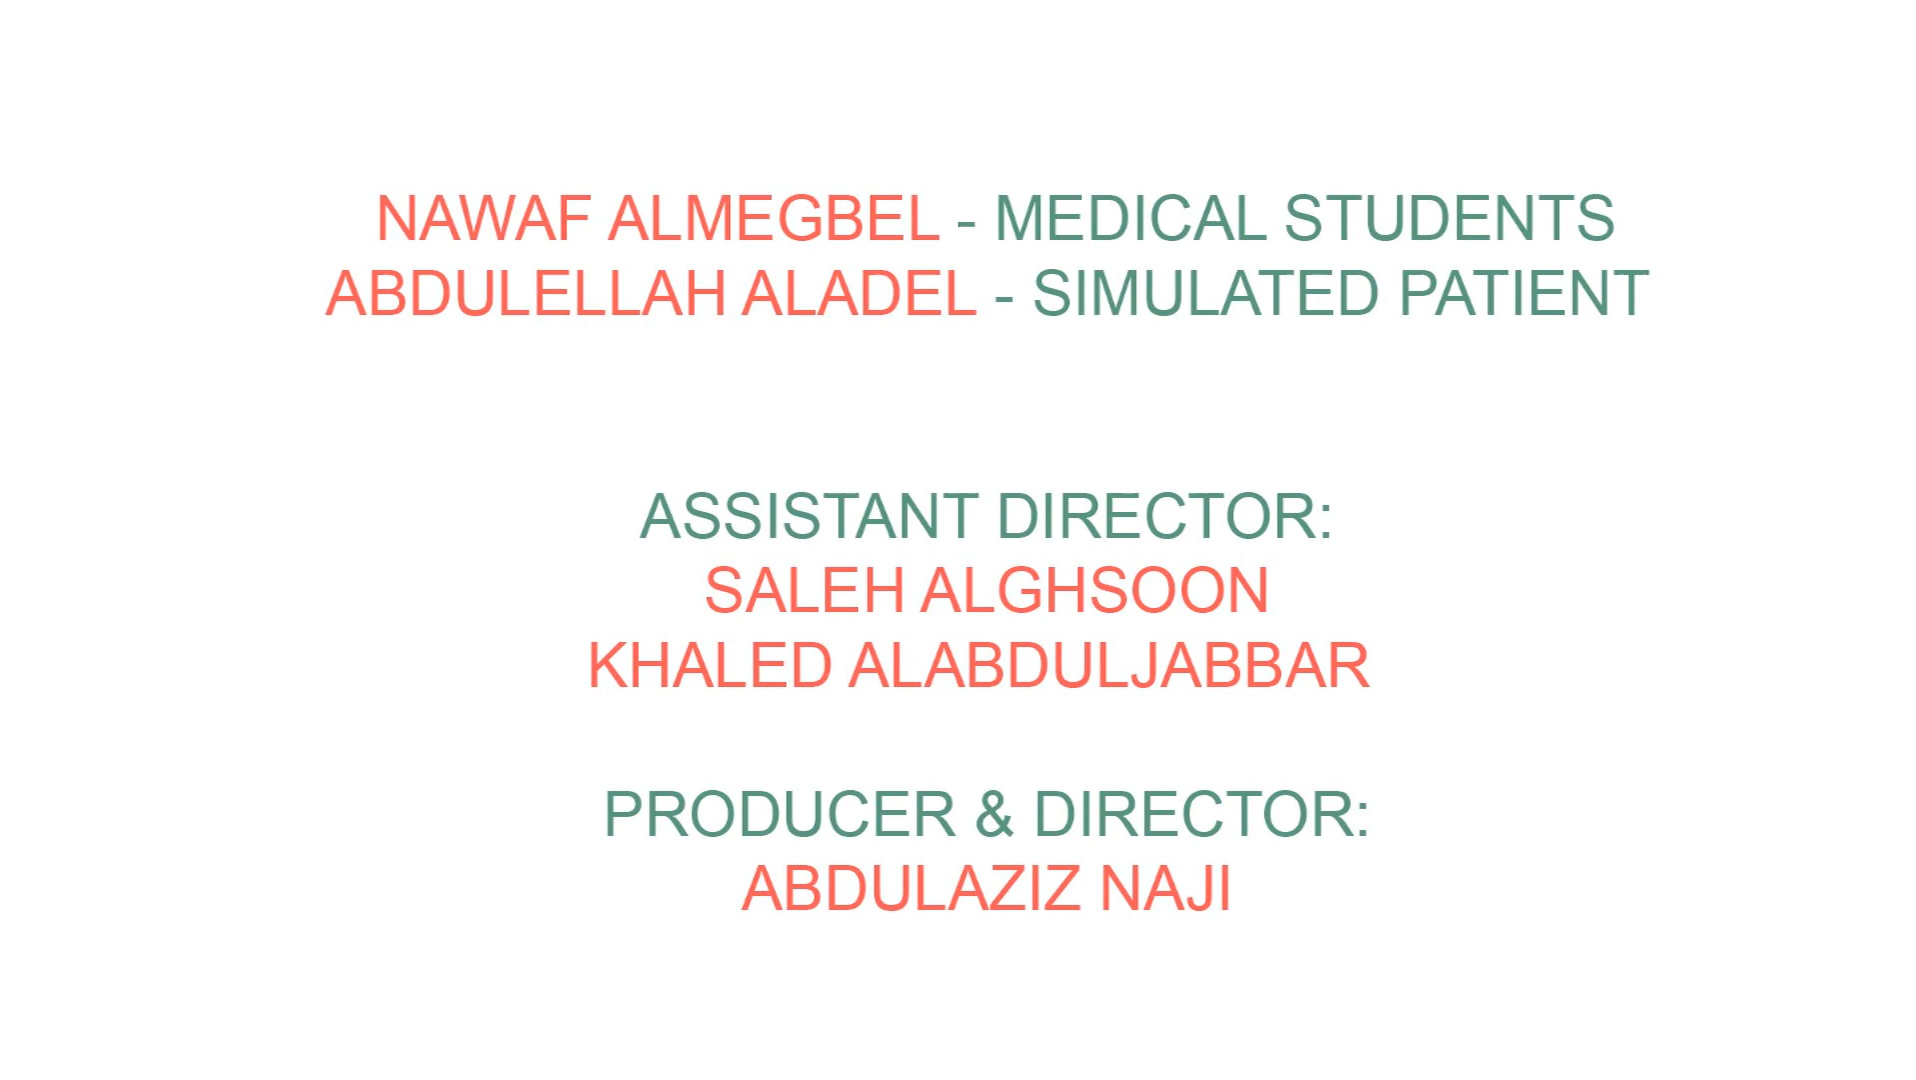 NAWAF ALMEGBEL - MEDICAL STUDENTS
ABDULELLAH ALADEL - SIMULATED PATIENT
ASSISTANT DIRECTOR:
SALEH ALGHSOON
KHALED ALABDULJABBAR
PRODUCER & DIRECTOR:
ABDULAZIZ NAJI